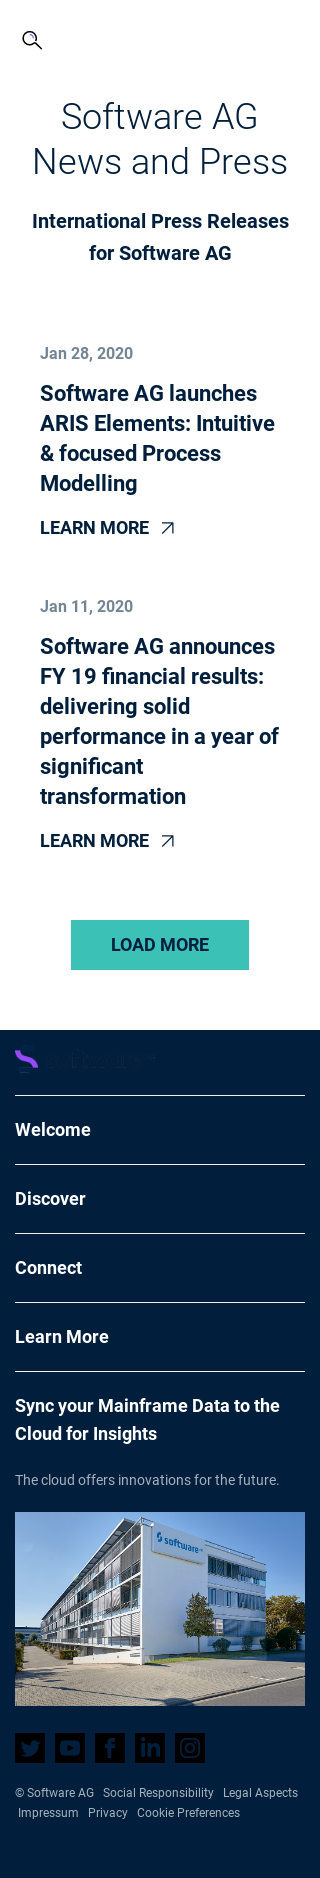 Software AG
News and Press
International Press Releases
for Software AG
Jan 28, 2020
Software AG launches
ARIS Elements: Intuitive
& focused Process
Modelling
LEARN MORE
Jan 11, 2020
Software AG announces
FY 19 financial results:
delivering solid
performance in a year of
significant
transformation
LEARN MORE
LOAD MORE
Welcome
Discover
Connect
Learn More
Sync your Mainframe Data to the
Cloud for Insights
The cloud offers innovations for the future.
software
© Software AG Social Responsibility Legal Aspects
Impressum Privacy Cookie Preferences